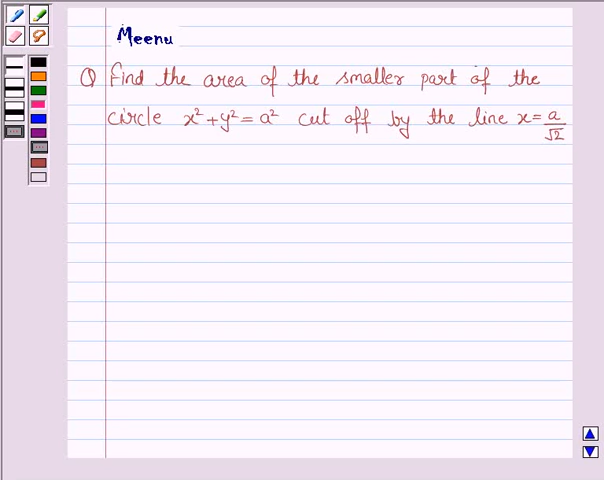 Meenu
Q Find the area of the smaller part of the
circle x² + y² = a² cut off by the line x = a/√2